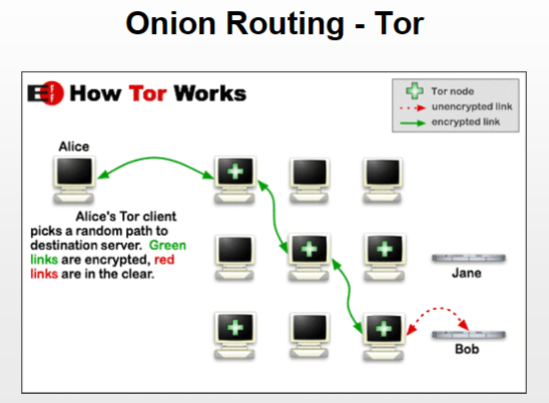 Onion Routing - Tor
EFF How Tor Works
Tor node
unencrypted link
encrypted link
Alice
Alice's Tor client
picks a random path to
destination server. Green
links are encrypted, red
links are in the clear.
Jane
Bob